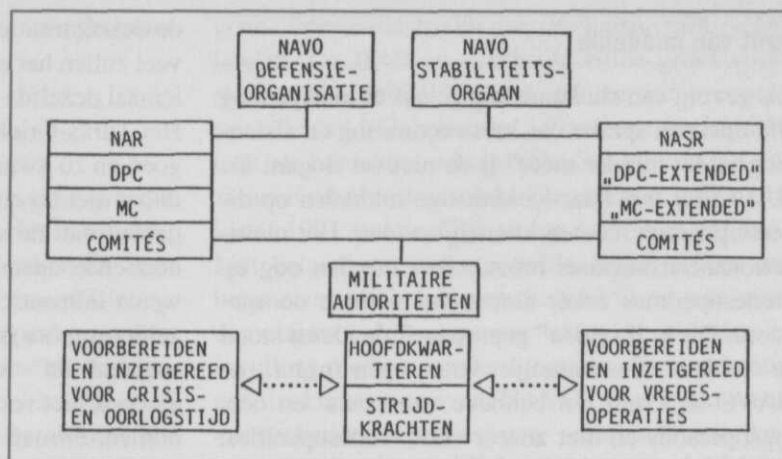 NAVO
DEFENSIE-
ORGANISATIE
NAVO
STABILITEITS-
ORGAAN
NAR
DPC
MC
COMITÉS
NASR
„DPC-EXTENDED"
„MC-EXTENDED"
COMITÉS
MILITAIRE
AUTORITEITEN
VOORBEREIDEN
EN INZETGEREED
VOOR CRISIS-
EN OORLOGSTIJD
HOOFDKWAR-
TIEREN
STRIJD-
KRACHTEN
VOORBEREIDEN
EN INZETGEREED
VOOR VREDES-
OPERATIES